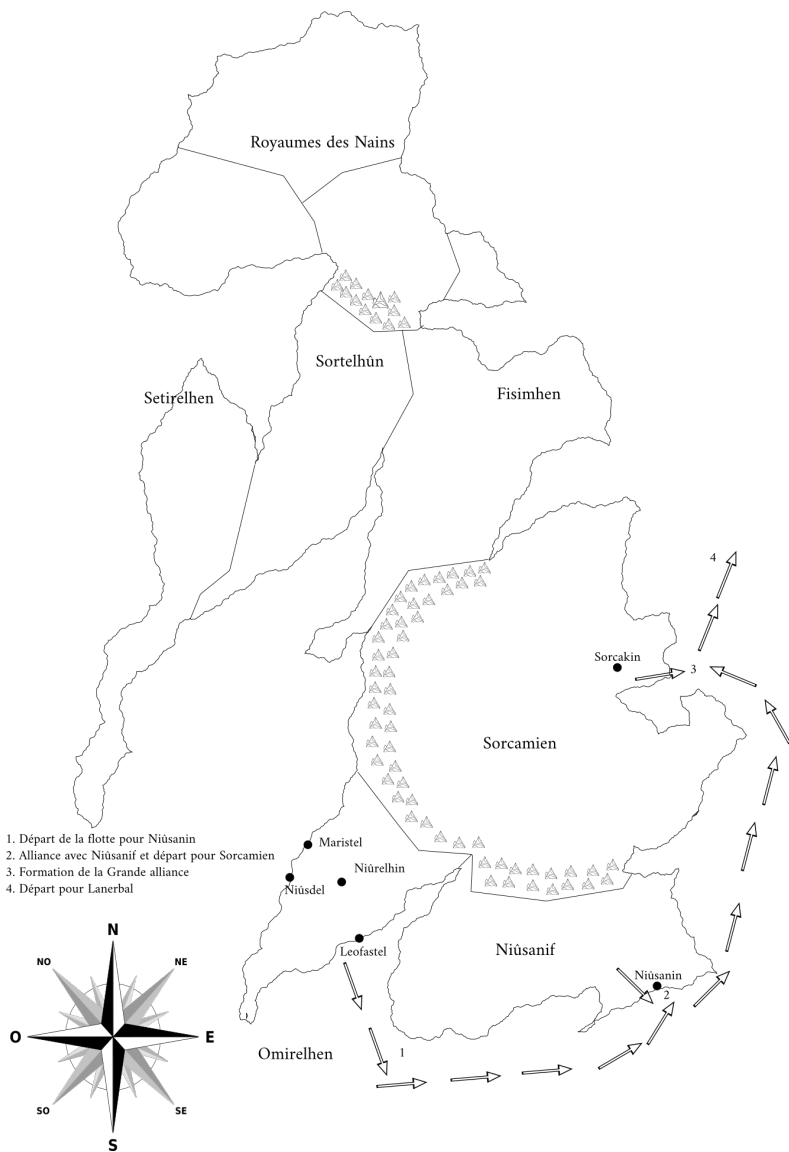 Royaumes des Nains
Sortelhûn
Setirelhen
Fisimhen
4
Sorcakin
3
Sorcamien
1. Départ de la flotte pour Niûsanin
2. Alliance avec Niûsanif et départ pour Sorcamien
3. Formation de la Grande alliance
4. Départ pour Lanerbal
Maristel
Niûrelhin
Niûsdel
Leofastel
Niûsanif
Niûsanin
2
Omirelhen
1
N
NO
NE
O
E
SO
SE
S